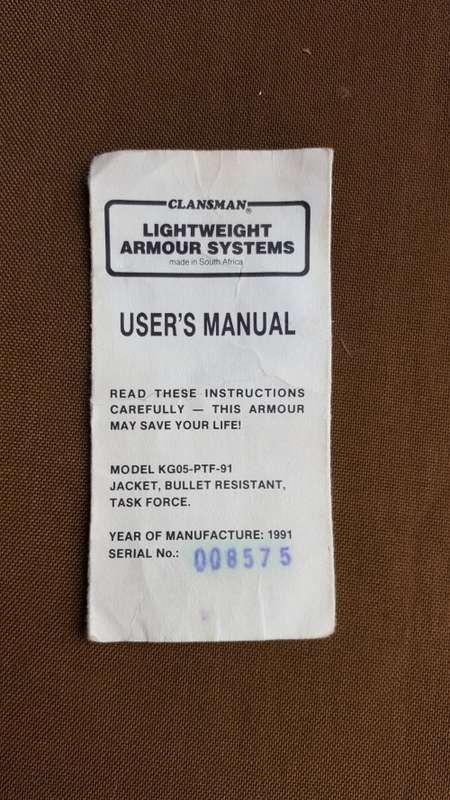 CLANSMAN®
LIGHTWEIGHT
ARMOUR SYSTEMS
made in South Africa
USER'S MANUAL
READ THESE INSTRUCTIONS
CAREFULLY — THIS ARMOUR
MAY SAVE YOUR LIFE!
MODEL KG05-PTF-91
JACKET, BULLET RESISTANT,
TASK FORCE.
YEAR OF MANUFACTURE: 1991
SERIAL No.: 008575